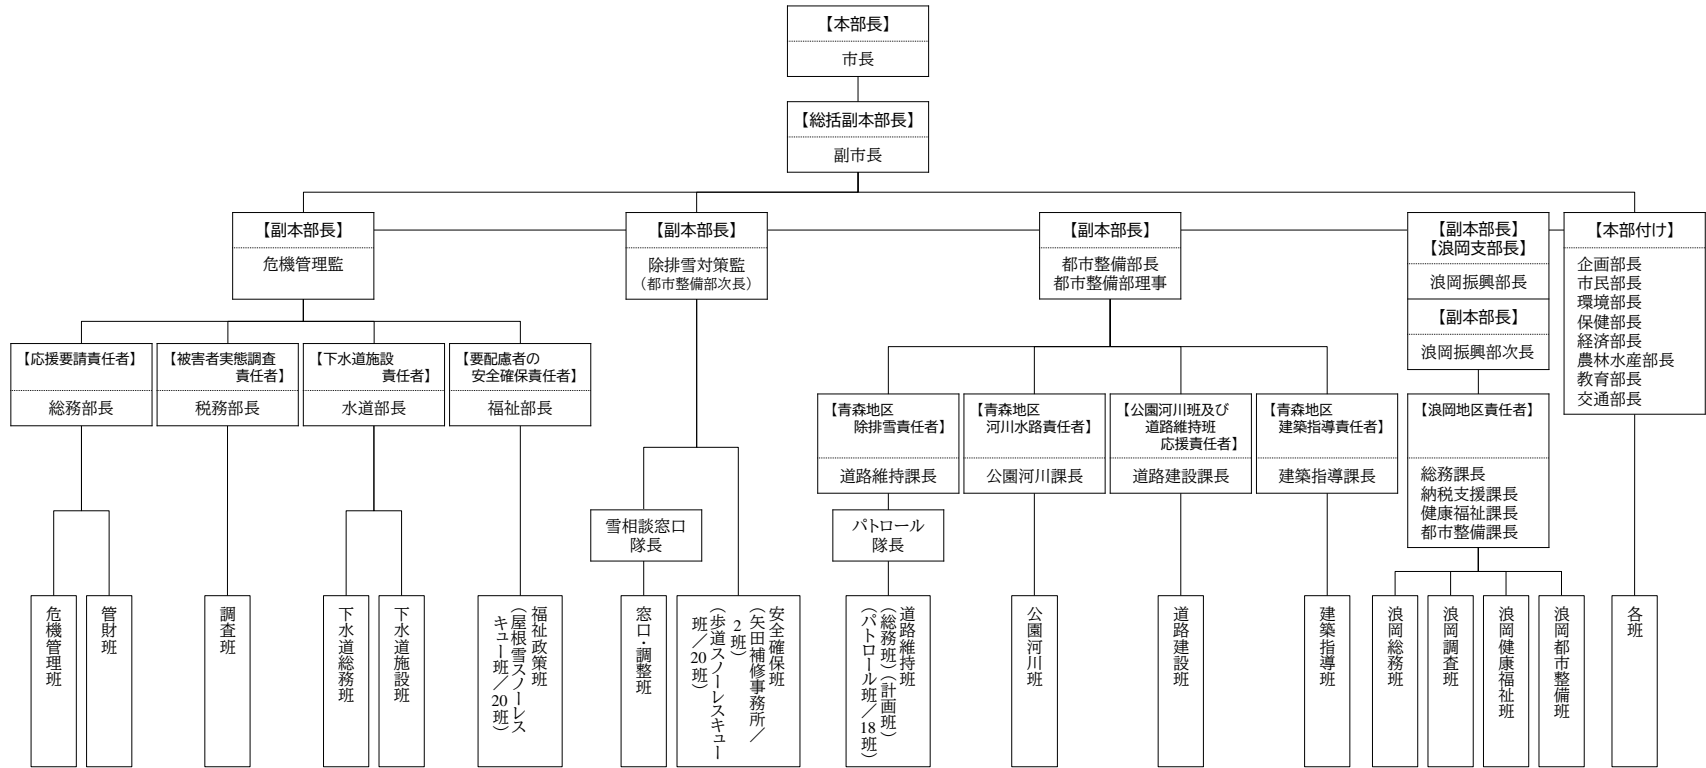 【本部長】
市長
【総括副本部長】
副市長
【副本部長】
危機管理監
【副本部長】
除排雪対策監
（都市整備部次長）
【副本部長】
都市整備部長
都市整備部理事
【副本部長】
【浪岡支部長】
浪岡振興部長
【副本部長】
浪岡振興部次長
【本部付け】
企画部長
市民部長
環境部長
保健部長
経済部長
農林水産部長
教育部長
交通部長
【応援要請責任者】
総務部長
【被害者実態調査
責任者】
税務部長
【下水道施設
責任者】
水道部長
【要配慮者の
安全確保責任者】
福祉部長
【青森地区
除排雪責任者】
道路維持課長
【青森地区
河川水路責任者】
公園河川課長
【公園河川班及び
道路維持班
応援責任者】
道路建設課長
【青森地区
建築指導責任者】
建築指導課長
【浪岡地区責任者】
総務課長
納税支援課長
健康福祉課長
都市整備課長
雪相談窓口
隊長
パトロール
隊長
危機管理班
管財班
調査班
下水道総務班
下水道施設班
福祉政策班
（屋根雪スノーレス
キュー班／20班）
窓口・調整班
安全確保班
（矢田補修事務所／
2班）
（歩道スノーレスキュー
班／20班）
道路維持班
（総務班）（計画班）
（パトロール班／18班）
公園河川班
道路建設班
建築指導班
浪岡総務班
浪岡調査班
浪岡健康福祉班
浪岡都市整備班
各班